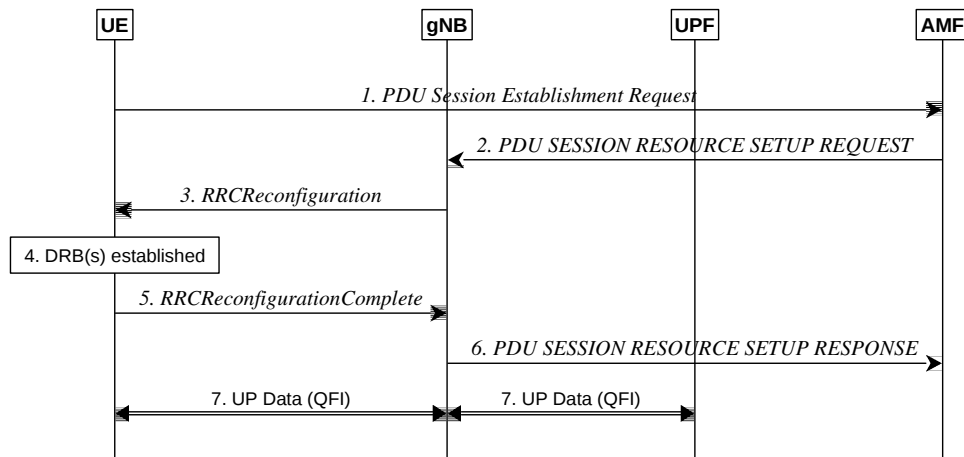 UE
gNB
UPF
AMF
1. PDU Session Establishment Request
2. PDU SESSION RESOURCE SETUP REQUEST
3. RRCReconfiguration
4. DRB(s) established
5. RRCReconfigurationComplete
6. PDU SESSION RESOURCE SETUP RESPONSE
7. UP Data (QFI)
7. UP Data (QFI)